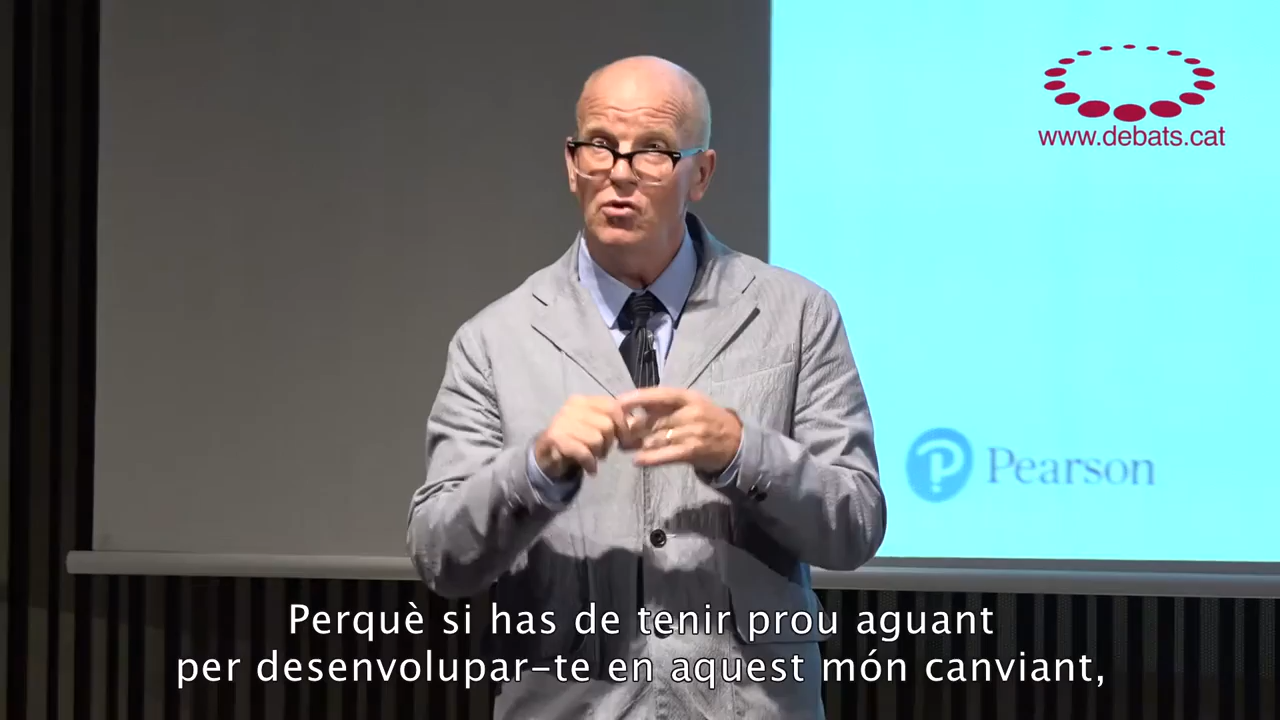 www.debats.cat
Pearson
Perquè si has de tenir prou aguant
per desenvolupar-te en aquest món canviant,